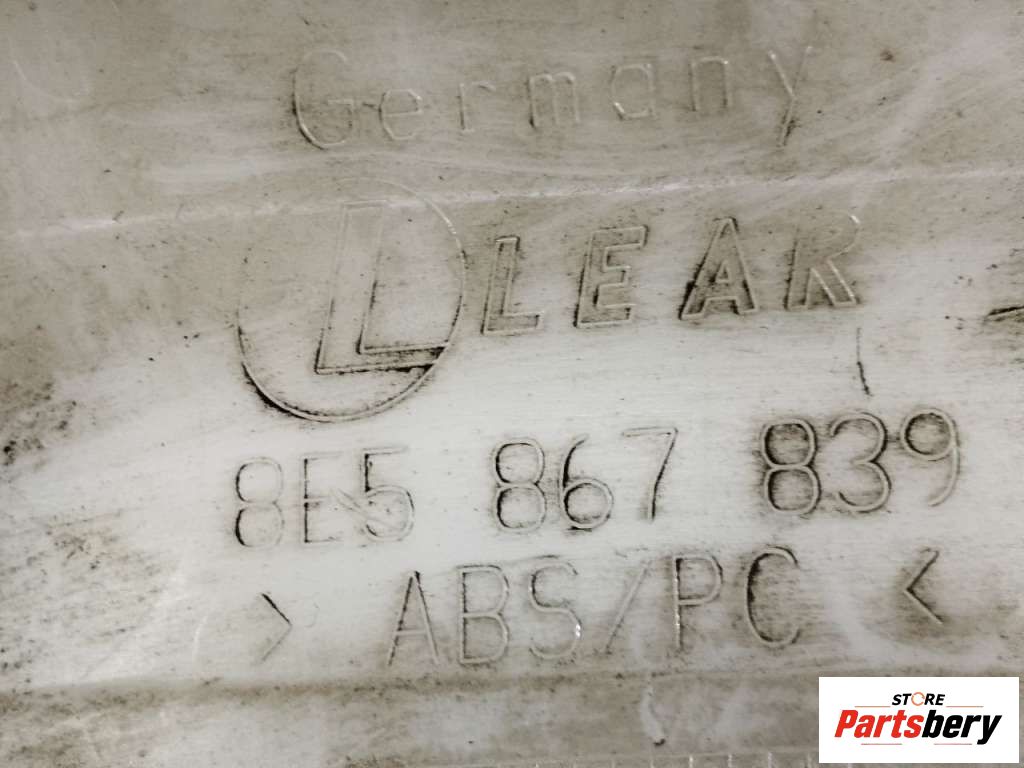 Germany
L LEAR
8E5 867 839
> ABS/PC <
STORE
Partsbery